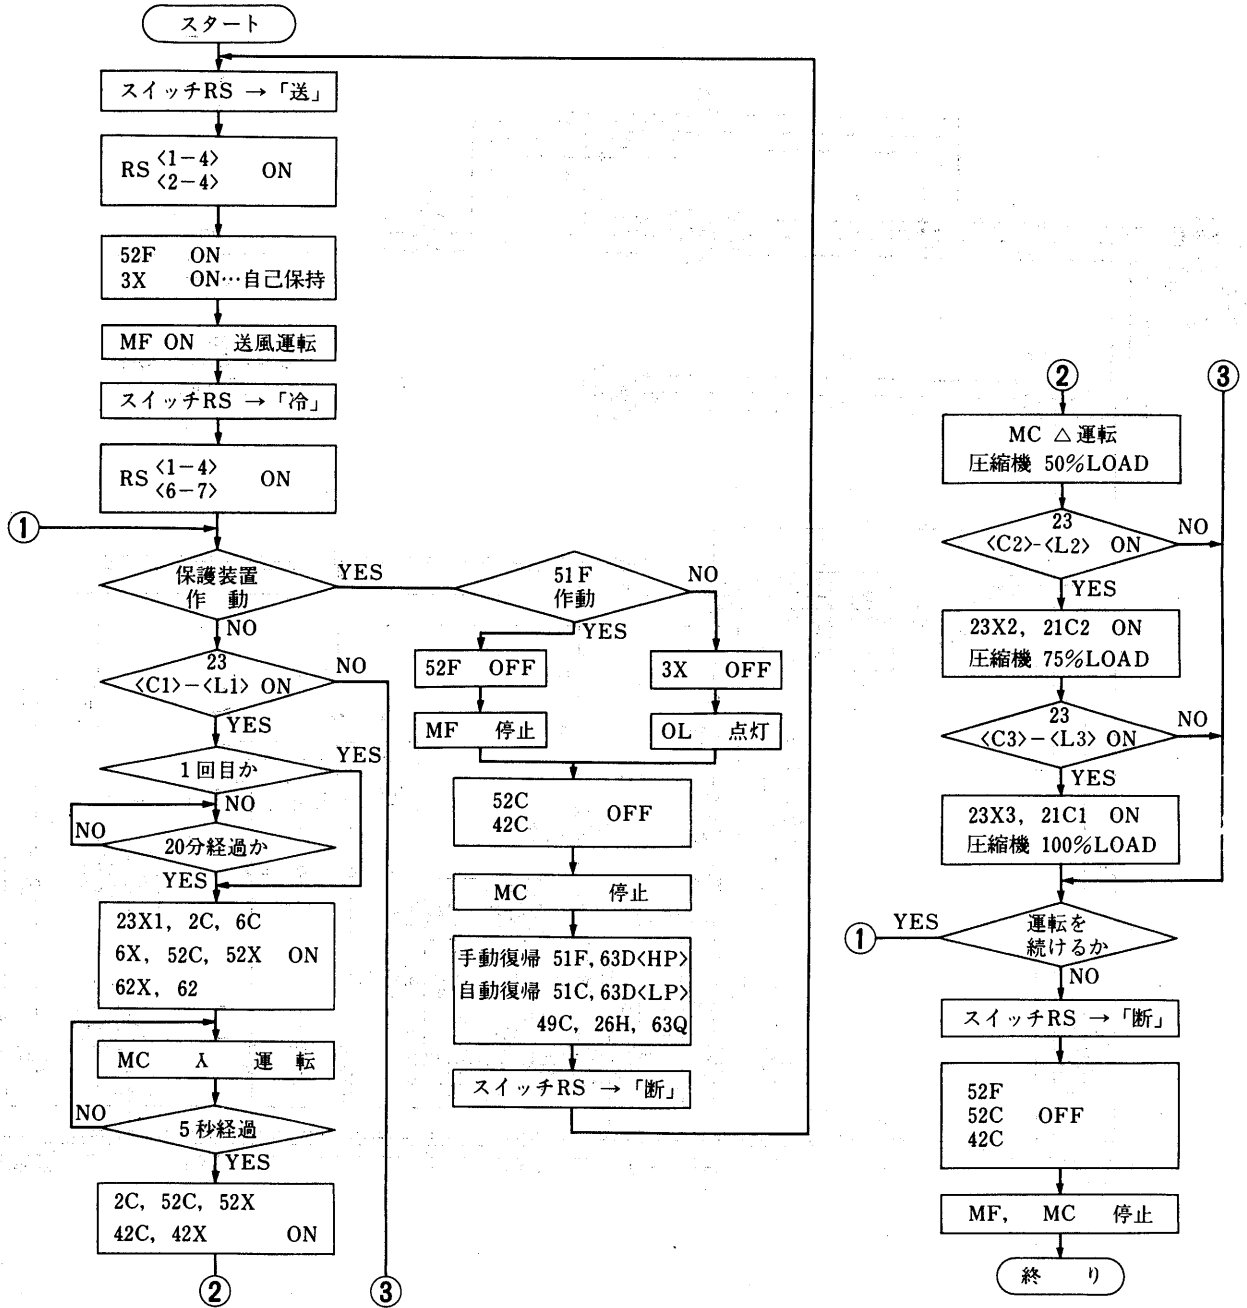 スタート
スイッチRS → 「送」
RS <1-4> ON
<2-4>
52F ON
3X ON…自己保持
MF ON 送風運転
スイッチRS → 「冷」
RS <1-4> ON
<6-7>
①
保護装置
作 動
YES
NO
23
<C1>-<L1> ON
NO
YES
1回目か
YES
NO
20分経過か
NO
YES
23X1, 2C, 6C
6X, 52C, 52X ON
62X, 62
MC 人 運 転
5秒経過
NO
YES
2C, 52C, 52X
42C, 42X ON
②
③
51F
作動
NO
YES
52F OFF
MF 停止
3X OFF
OL 点灯
52C
42C OFF
MC 停止
手動復帰 51F, 63D<HP>
自動復帰 51C, 63D<LP>
49C, 26H, 63Q
スイッチRS → 「断」
②
③
MC △運転
圧縮機 50%LOAD
23
<C2>-<L2> ON
NO
YES
23X2, 21C2 ON
圧縮機 75%LOAD
23
<C3>-<L3> ON
NO
YES
23X3, 21C1 ON
圧縮機 100%LOAD
運転を
続けるか
YES
①
NO
スイッチRS → 「断」
52F
52C OFF
42C
MF, MC 停止
終 り